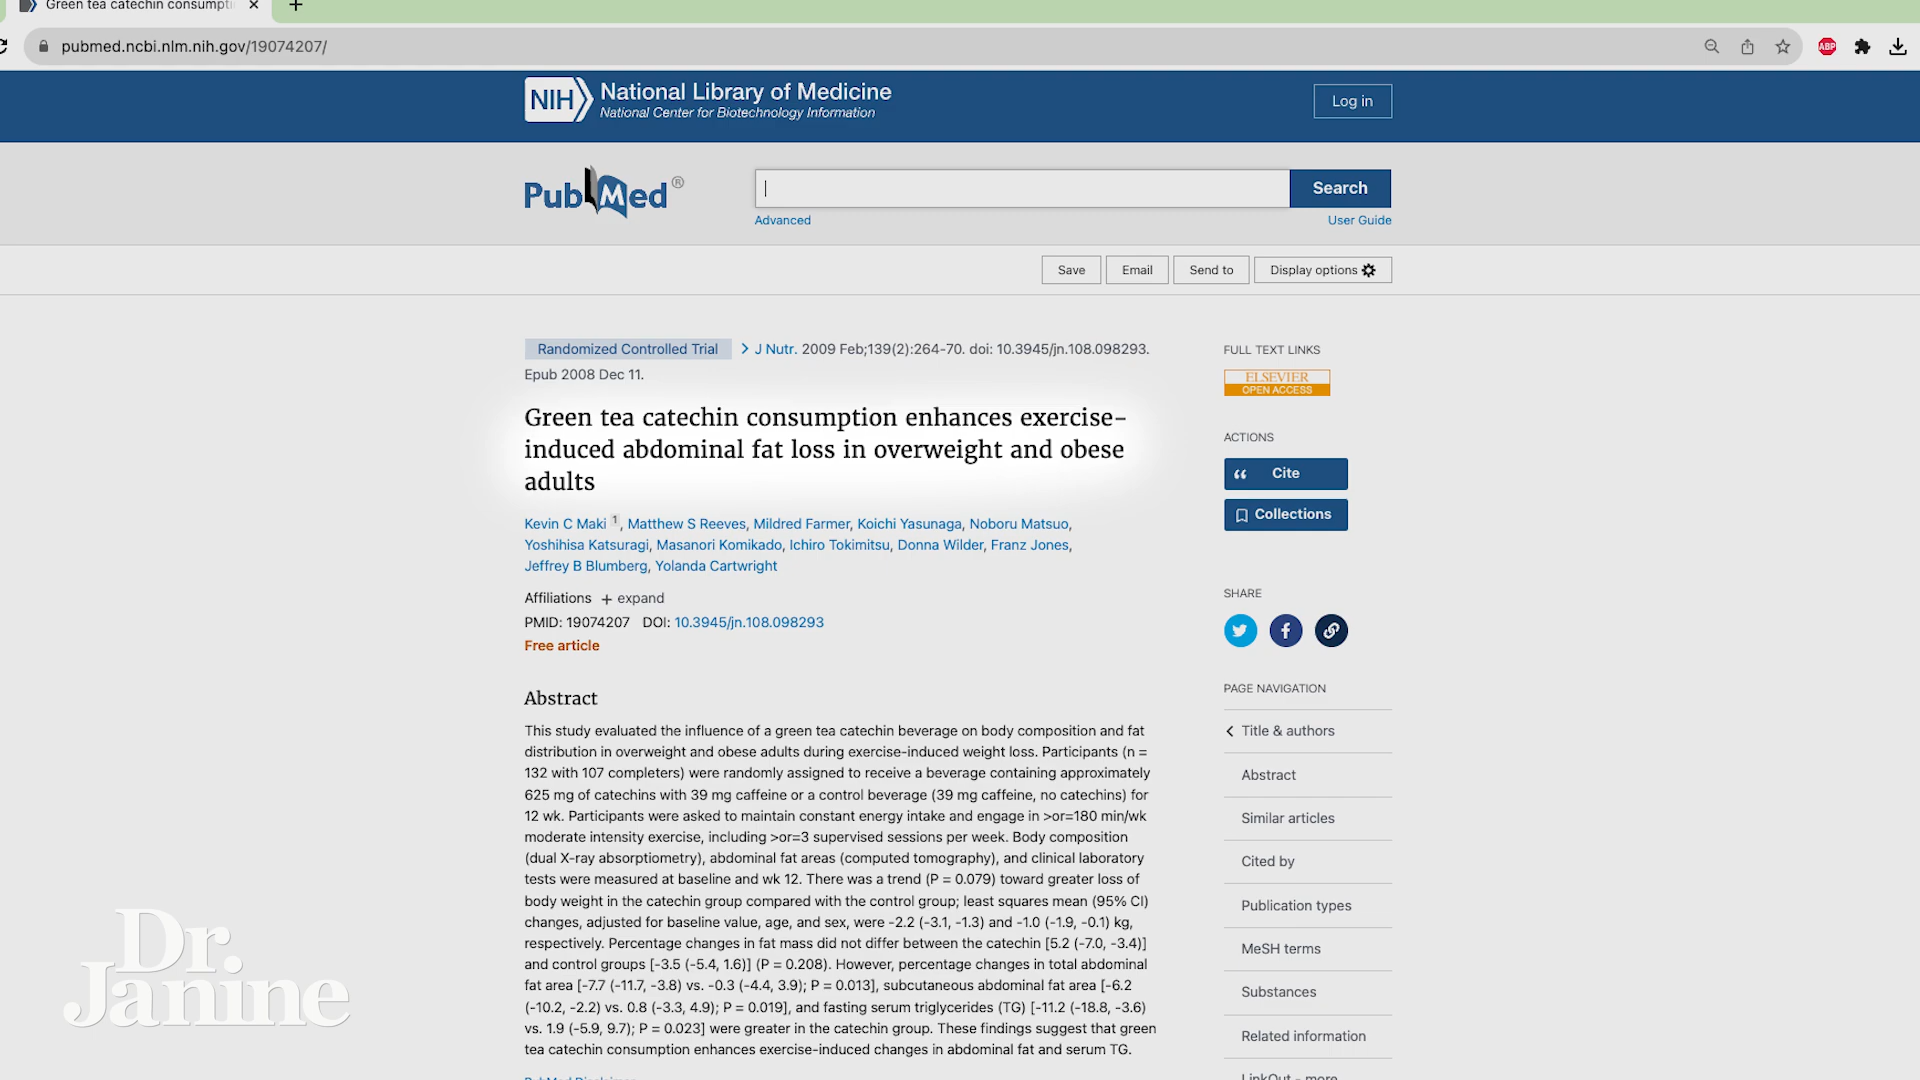 Green tea catechin consumpti
pubmed.ncbi.nlm.nih.gov/19074207/
ABP
NIH
National Library of Medicine
National Center for Biotechnology Information
Log in
PubMed®
Search
Advanced
User Guide
Save
Email
Send to
Display options
Randomized Controlled Trial
J Nutr. 2009 Feb;139(2):264-70. doi: 10.3945/jn.108.098293.
Epub 2008 Dec 11.
Green tea catechin consumption enhances exercise-
induced abdominal fat loss in overweight and obese
adults
Kevin C Maki 1, Matthew S Reeves, Mildred Farmer, Koichi Yasunaga, Noboru Matsuo,
Yoshihisa Katsuragi, Masanori Komikado, Ichiro Tokimitsu, Donna Wilder, Franz Jones,
Jeffrey B Blumberg, Yolanda Cartwright
Affiliations + expand
PMID: 19074207 DOI: 10.3945/jn.108.098293
Free article
Abstract
This study evaluated the influence of a green tea catechin beverage on body composition and fat
distribution in overweight and obese adults during exercise-induced weight loss. Participants (n =
132 with 107 completers) were randomly assigned to receive a beverage containing approximately
625 mg of catechins with 39 mg caffeine or a control beverage (39 mg caffeine, no catechins) for
12 wk. Participants were asked to maintain constant energy intake and engage in >or=180 min/wk
moderate intensity exercise, including >or=3 supervised sessions per week. Body composition
(dual X-ray absorptiometry), abdominal fat areas (computed tomography), and clinical laboratory
tests were measured at baseline and wk 12. There was a trend (P = 0.079) toward greater loss of
body weight in the catechin group compared with the control group; least squares mean (95% CI)
changes, adjusted for baseline value, age, and sex, were -2.2 (-3.1, -1.3) and -1.0 (-1.9, -0.1) kg,
respectively. Percentage changes in fat mass did not differ between the catechin [5.2 (-7.0, -3.4)]
and control groups [-3.5 (-5.4, 1.6)] (P = 0.208). However, percentage changes in total abdominal
fat area [-7.7 (-11.7, -3.8) vs. -0.3 (-4.4, 3.9); P = 0.013], subcutaneous abdominal fat area [-6.2
(-10.2, -2.2) vs. 0.8 (-3.3, 4.9); P = 0.019], and fasting serum triglycerides (TG) [-11.2 (-18.8, -3.6)
vs. 1.9 (-5.9, 9.7); P = 0.023] were greater in the catechin group. These findings suggest that green
tea catechin consumption enhances exercise-induced changes in abdominal fat and serum TG.
PubMed Disclaimer
FULL TEXT LINKS
ELSEVIER
OPEN ACCESS
ACTIONS
Cite
Collections
SHARE
PAGE NAVIGATION
Title & authors
Abstract
Similar articles
Cited by
Publication types
MeSH terms
Substances
Related information
LinkOut - more
Dr.
Janine